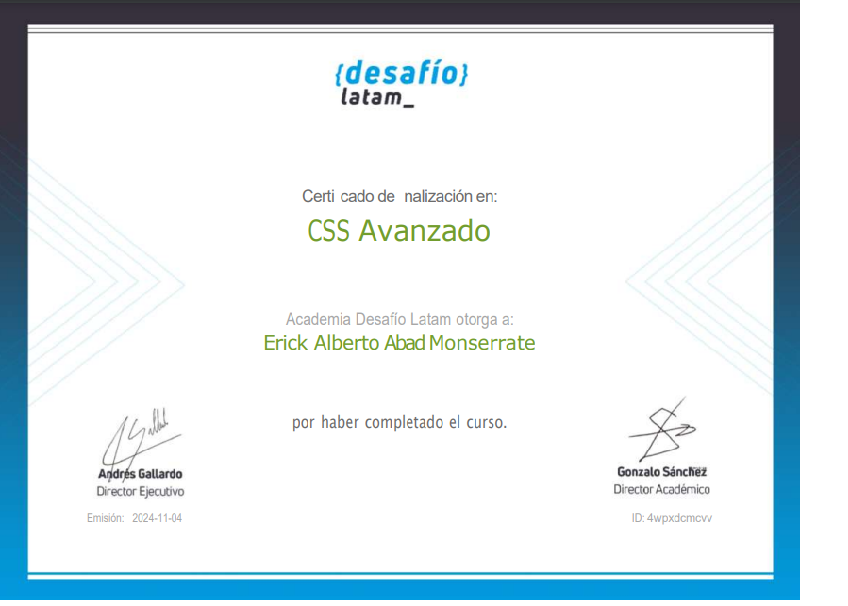 {desafío}
latam_
Certi cado de nalización en:
CSS Avanzado
Academia Desafío Latam otorga a:
Erick Alberto Abad Monserrate
por haber completado el curso.
Andrés Gallardo
Director Ejecutivo
Emisión: 2024-11-04
Gonzalo Sánchez
Director Académico
ID: 4wpxdcmcvv